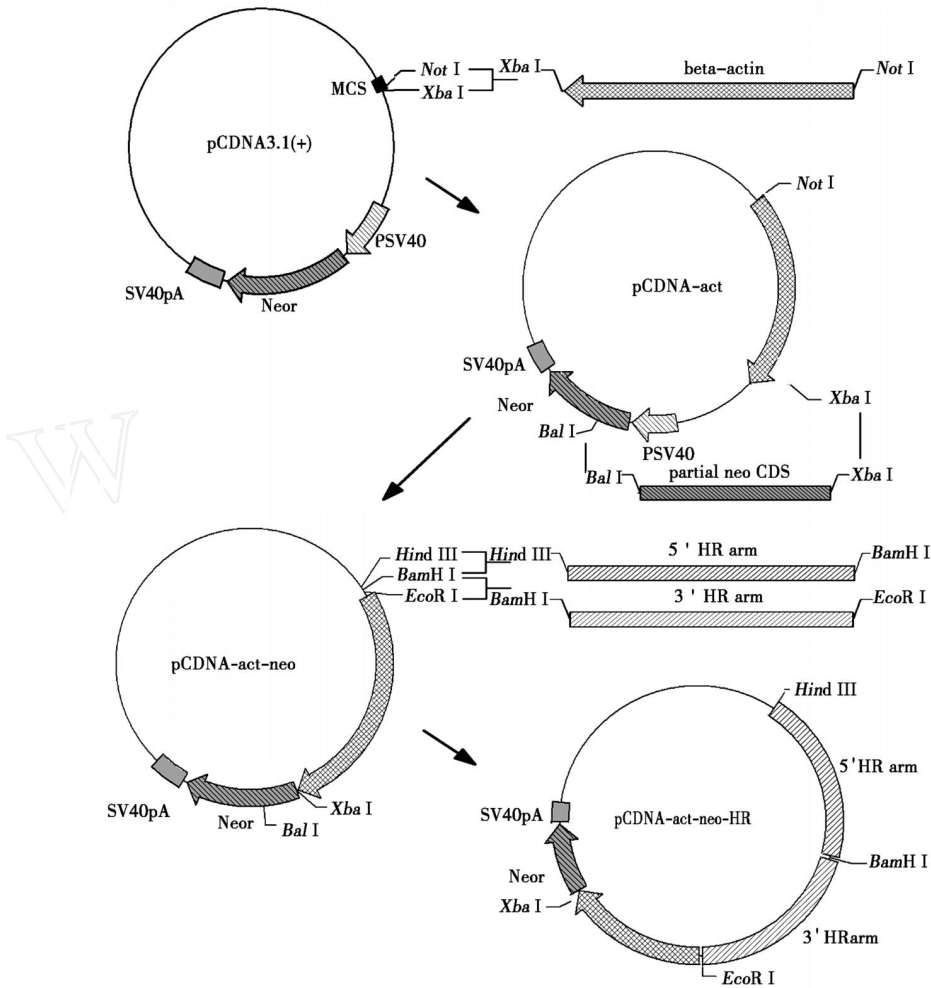 Not I
Xba I
MCS
Xba I
beta-actin
Not I
pCDNA3.1(+)
PSV40
SV40pA
Neor
Not I
pCDNA-act
SV40pA
Neor
Bal I
PSV40
Xba I
Bal I
partial neo CDS
Xba I
W
Hind III
BamH I
EcoR I
Hind III
5' HR arm
BamH I
BamH I
3' HR arm
EcoR I
pCDNA-act-neo
SV40pA
Neor
Bal I
Xba I
Hind III
5'HR arm
SV40pA
pCDNA-act-neo-HR
BamH I
Neor
Xba I
3'HRarm
EcoR I